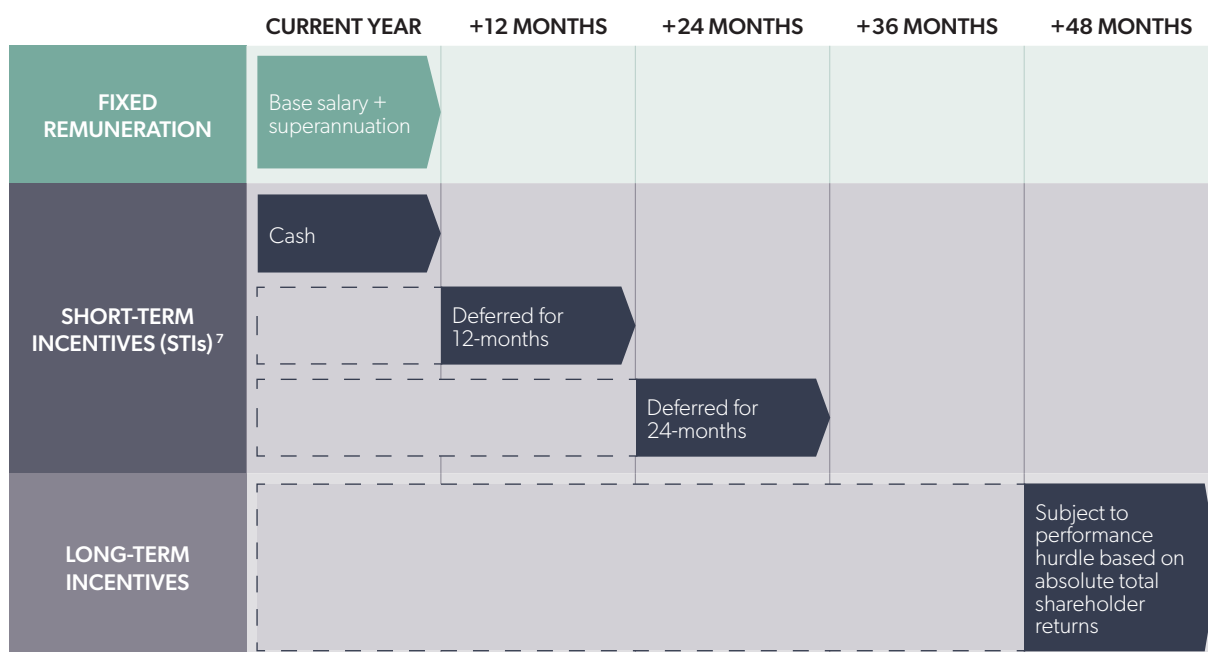 CURRENT YEAR +12 MONTHS +24 MONTHS +36 MONTHS +48 MONTHS
FIXED
REMUNERATION
Base salary +
superannuation
SHORT-TERM
INCENTIVES (STIs) 7
Cash
Deferred for
12-months
Deferred for
24-months
LONG-TERM
INCENTIVES
Subject to
performance
hurdle based on
absolute total
shareholder
returns